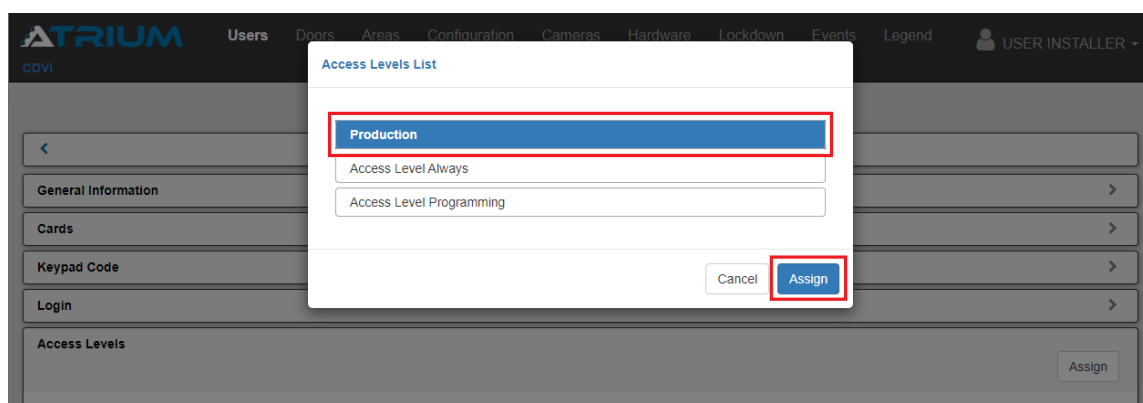 ATRIUM
CDVI
Users Doors Areas Configuration Cameras Hardware Lockdown Events Legend USER INSTALLER
Access Levels List
Production
Access Level Always
Access Level Programming
Cancel Assign
General Information
Cards
Keypad Code
Login
Access Levels
Assign